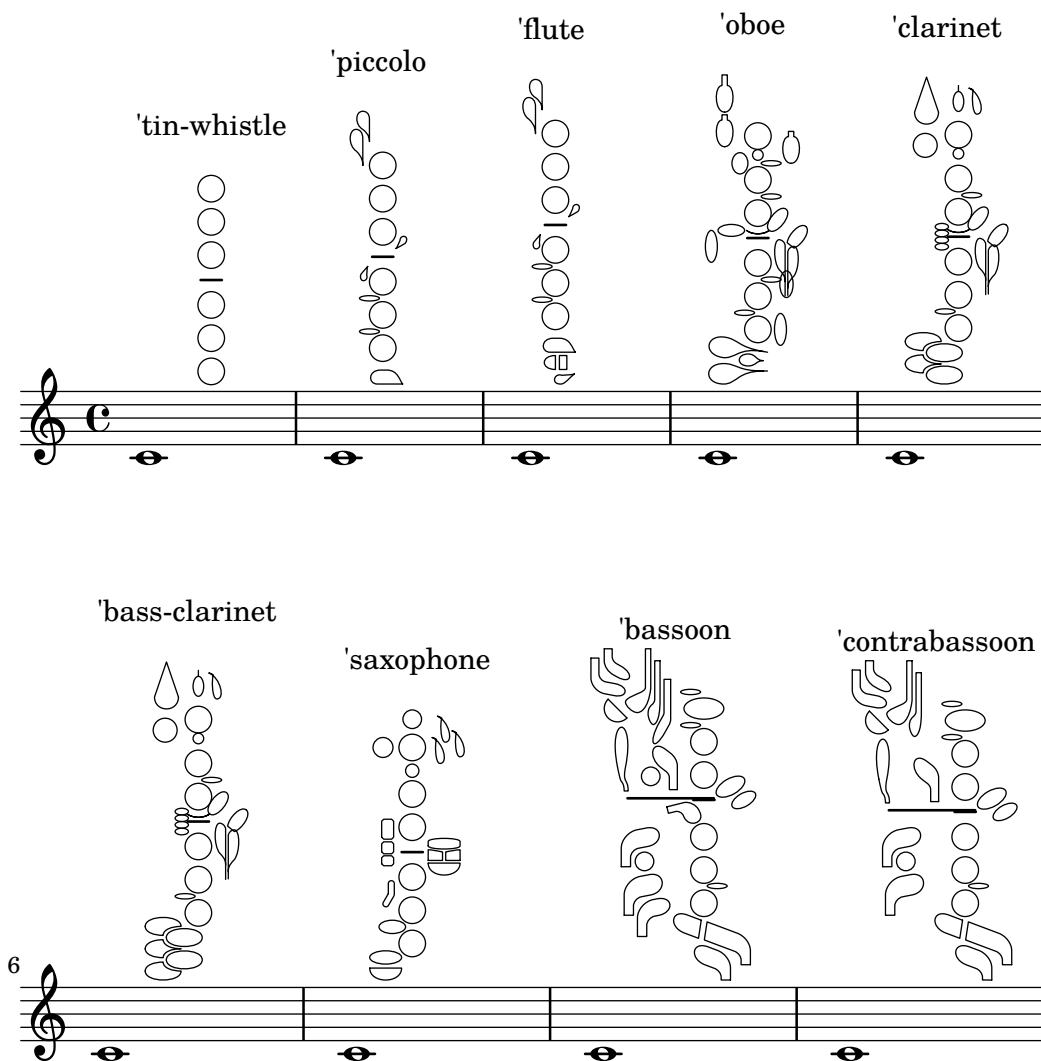 'tin-whistle
'piccolo
'flute
'oboe
'clarinet
6
'bass-clarinet
'saxophone
'bassoon
'contrabassoon